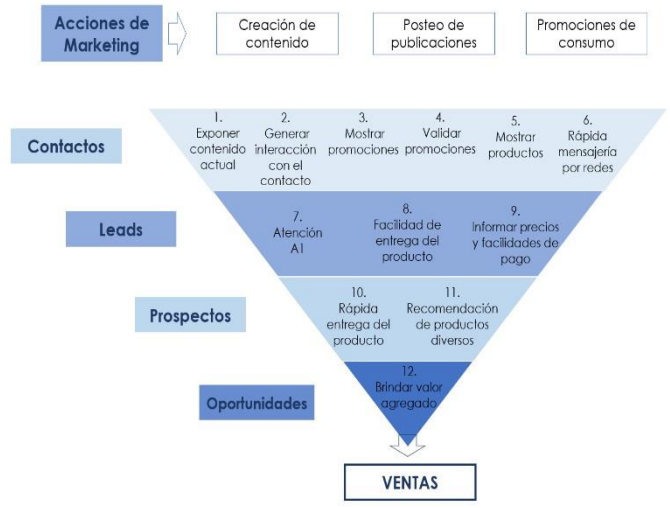 Acciones de
Marketing
Creación de
contenido
Posteo de
publicaciones
Promociones de
consumo
Contactos
1.
Exponer
contenido
actual
2.
Generar
interacción
con el
contacto
3.
Mostrar
promociones
4.
Validar
promociones
5.
Mostrar
productos
6.
Rápida
mensajería
por redes
Leads
7.
Atención
A1
8.
Facilidad de
entrega del
producto
9.
Informar precios
y facilidades de
pago
Prospectos
10.
Rápida
entrega del
producto
11.
Recomendación
de productos
diversos
Oportunidades
12.
Brindar valor
agregado
VENTAS